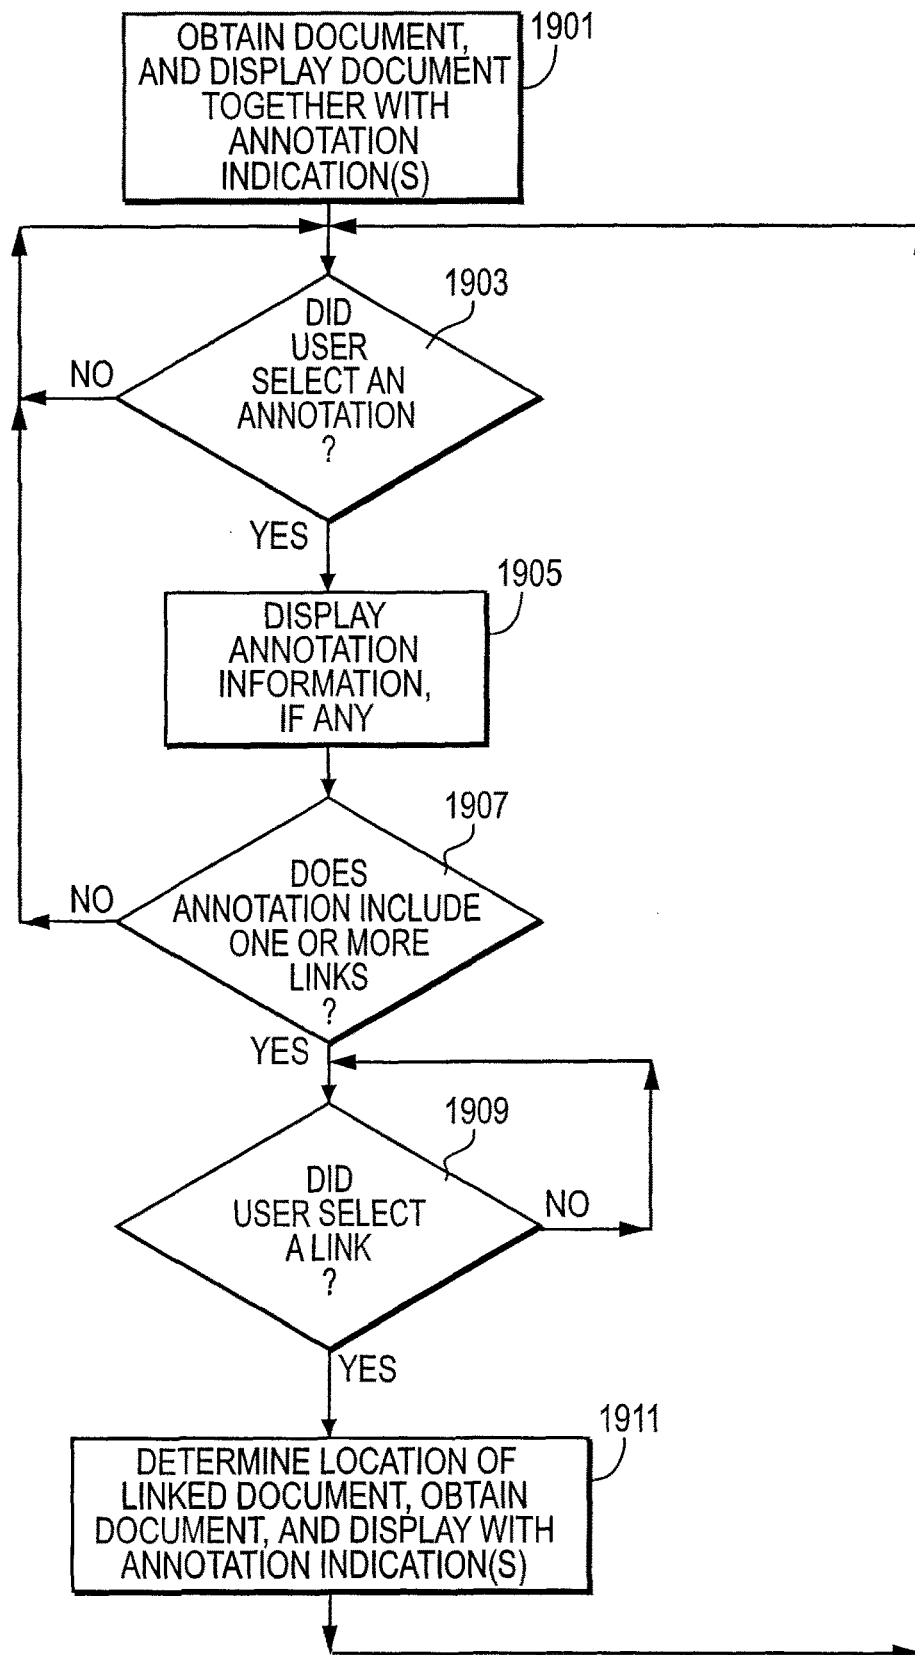 OBTAIN DOCUMENT,
AND DISPLAY DOCUMENT
TOGETHER WITH
ANNOTATION
INDICATION(S)
1901
1903
DID
USER
SELECT AN
ANNOTATION
?
NO
YES
1905
DISPLAY
ANNOTATION
INFORMATION,
IF ANY
1907
DOES
ANNOTATION INCLUDE
ONE OR MORE
LINKS
?
NO
YES
1909
DID
USER SELECT
A LINK
?
NO
YES
1911
DETERMINE LOCATION OF
LINKED DOCUMENT, OBTAIN
DOCUMENT, AND DISPLAY WITH
ANNOTATION INDICATION(S)